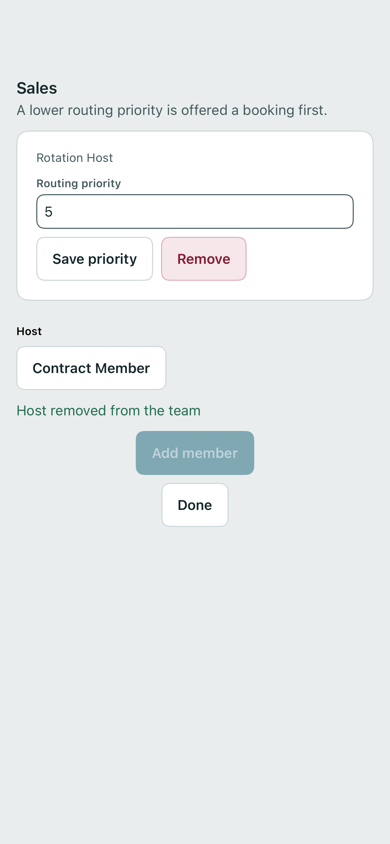 Sales
A lower routing priority is offered a booking first.
Rotation Host
Routing priority
5
Save priority
Remove
Host
Contract Member
Host removed from the team
Add member
Done